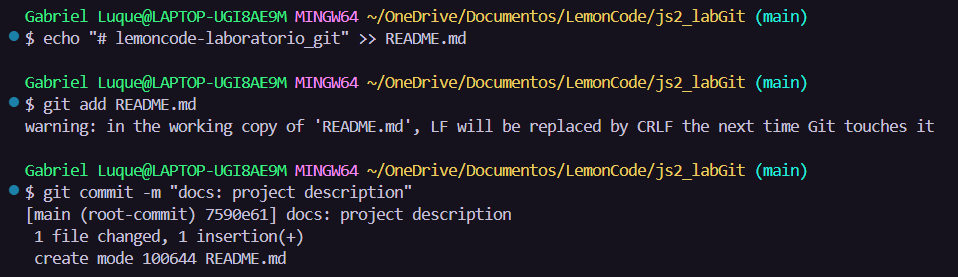 Gabriel Luque@LAPTOP-UGI8AE9M MINGW64 ~/OneDrive/Documentos/LemonCode/js2_labGit (main)
$ echo "# lemoncode-laboratorio_git" >> README.md
Gabriel Luque@LAPTOP-UGI8AE9M MINGW64 ~/OneDrive/Documentos/LemonCode/js2_labGit (main)
$ git add README.md
warning: in the working copy of 'README.md', LF will be replaced by CRLF the next time Git touches it
Gabriel Luque@LAPTOP-UGI8AE9M MINGW64 ~/OneDrive/Documentos/LemonCode/js2_labGit (main)
$ git commit -m "docs: project description"
[main (root-commit) 7590e61] docs: project description
 1 file changed, 1 insertion(+)
 create mode 100644 README.md